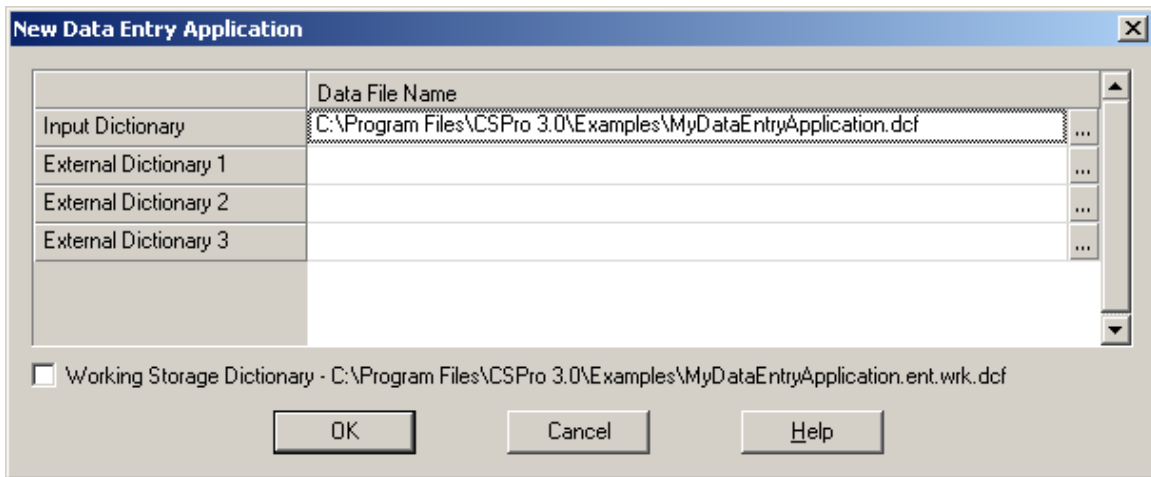 New Data Entry Application
Data File Name
Input Dictionary C:\Program Files\CSPro 3.0\Examples\MyDataEntryApplication.dcf ...
External Dictionary 1 ...
External Dictionary 2 ...
External Dictionary 3 ...
Working Storage Dictionary - C:\Program Files\CSPro 3.0\Examples\MyDataEntryApplication.ent.wrk.dcf
OK Cancel Help